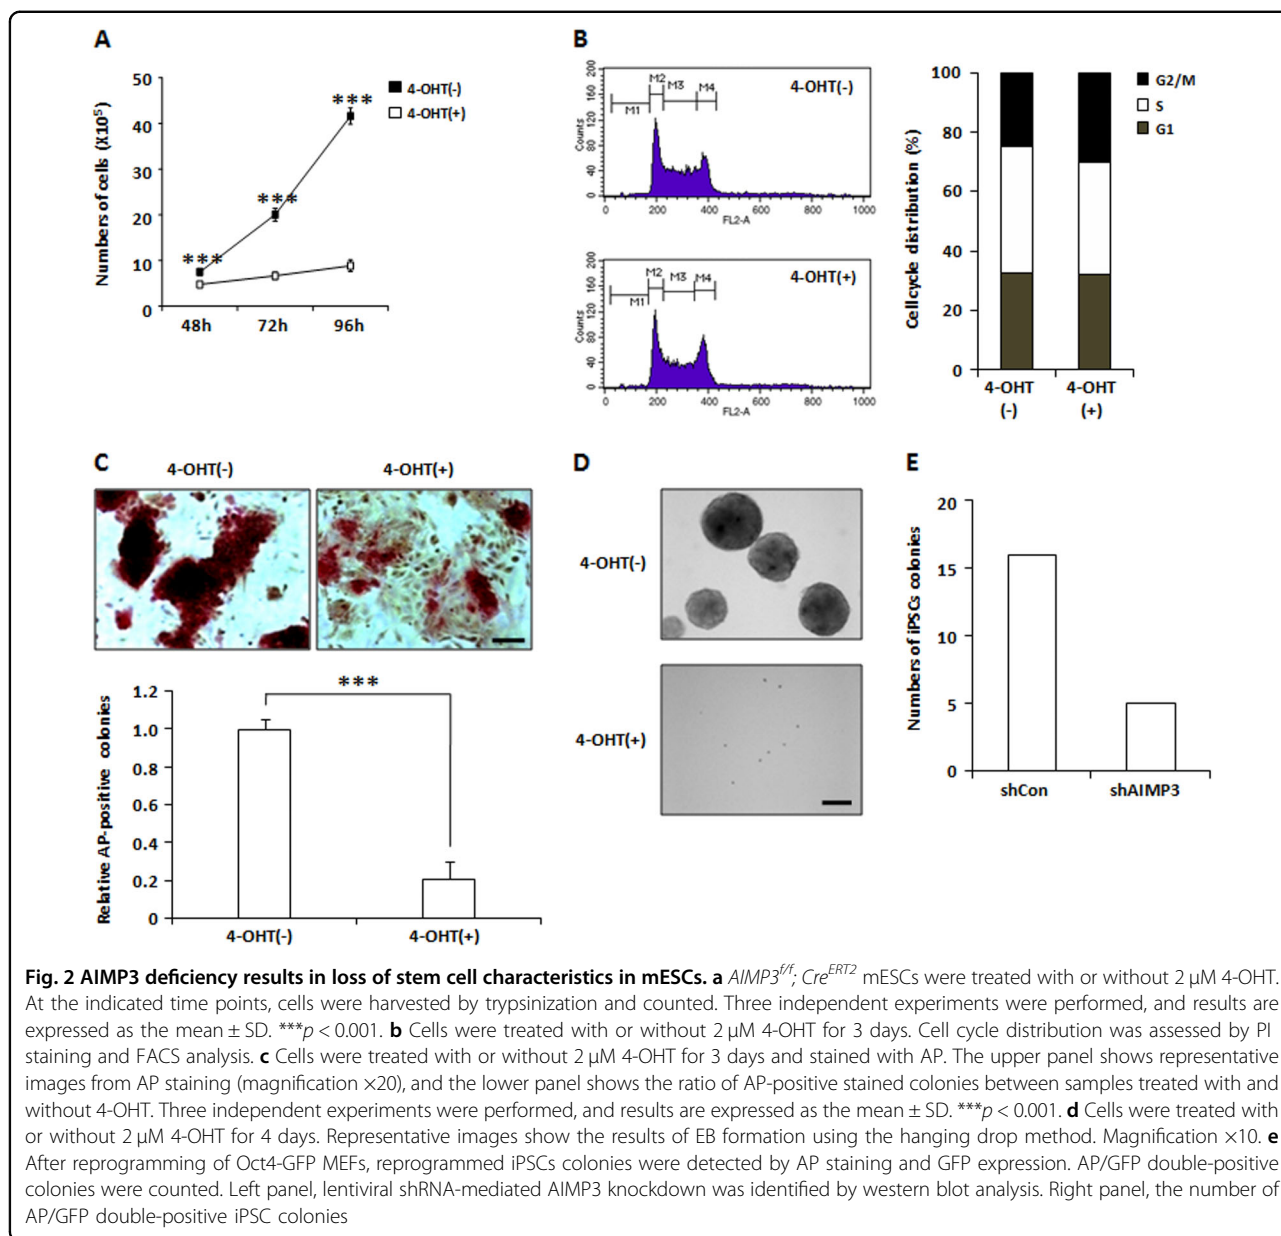 A
50
40
30
20
10
0
Numbers of cells (X10⁵)
4-OHT(-)
4-OHT(+)
***
***
***
48h
72h
96h
B
4-OHT(-)
200
160
120
80
40
0
Counts
M1
M2
M3
M4
0
200
400
600
800
1000
FL2-A
4-OHT(+)
200
160
120
80
40
0
Counts
M1
M2
M3
M4
0
200
400
600
800
1000
FL2-A
100
80
60
40
20
0
Cell cycle distribution (%)
G2/M
S
G1
4-OHT
(-)
4-OHT
(+)
C
4-OHT(-)
4-OHT(+)
1.2
1.0
0.8
0.6
0.4
0.2
0
Relative AP-positive colonies
***
4-OHT(-)
4-OHT(+)
D
4-OHT(-)
4-OHT(+)
E
20
15
10
5
0
Numbers of iPSCs colonies
shCon
shAIMP3
Fig. 2 AIMP3 deficiency results in loss of stem cell characteristics in mESCs. a AIMP3f/f; CreERT2 mESCs were treated with or without 2 µM 4-OHT.
At the indicated time points, cells were harvested by trypsinization and counted. Three independent experiments were performed, and results are
expressed as the mean ± SD. ***p < 0.001. b Cells were treated with or without 2 µM 4-OHT for 3 days. Cell cycle distribution was assessed by PI
staining and FACS analysis. c Cells were treated with or without 2 µM 4-OHT for 3 days and stained with AP. The upper panel shows representative
images from AP staining (magnification ×20), and the lower panel shows the ratio of AP-positive stained colonies between samples treated with and
without 4-OHT. Three independent experiments were performed, and results are expressed as the mean ± SD. ***p < 0.001. d Cells were treated with
or without 2 µM 4-OHT for 4 days. Representative images show the results of EB formation using the hanging drop method. Magnification ×10. e
After reprogramming of Oct4-GFP MEFs, reprogrammed iPSCs colonies were detected by AP staining and GFP expression. AP/GFP double-positive
colonies were counted. Left panel, lentiviral shRNA-mediated AIMP3 knockdown was identified by western blot analysis. Right panel, the number of
AP/GFP double-positive iPSC colonies